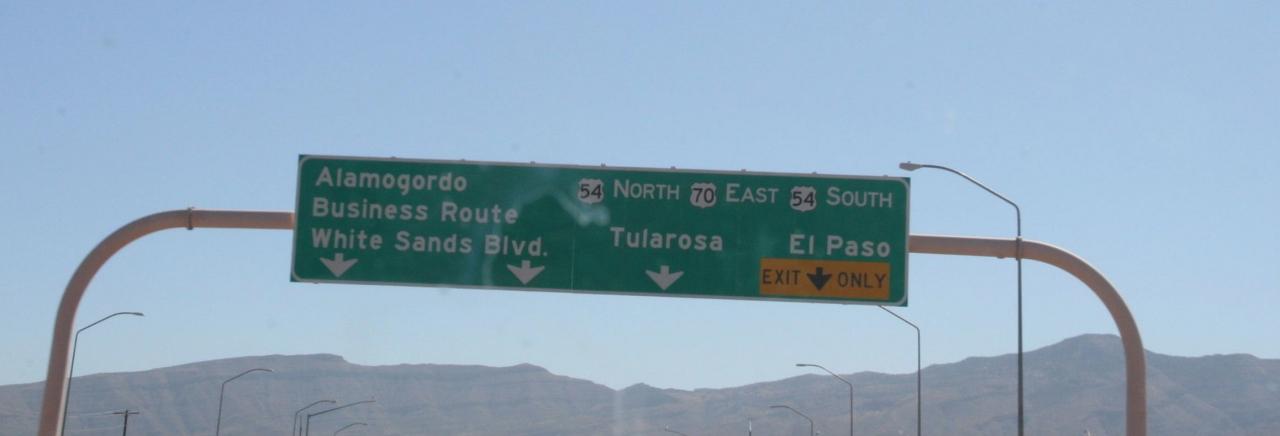 Alamogordo
Business Route
White Sands Blvd.
54 NORTH 70 EAST 54 SOUTH
Tularosa
El Paso
EXIT ONLY